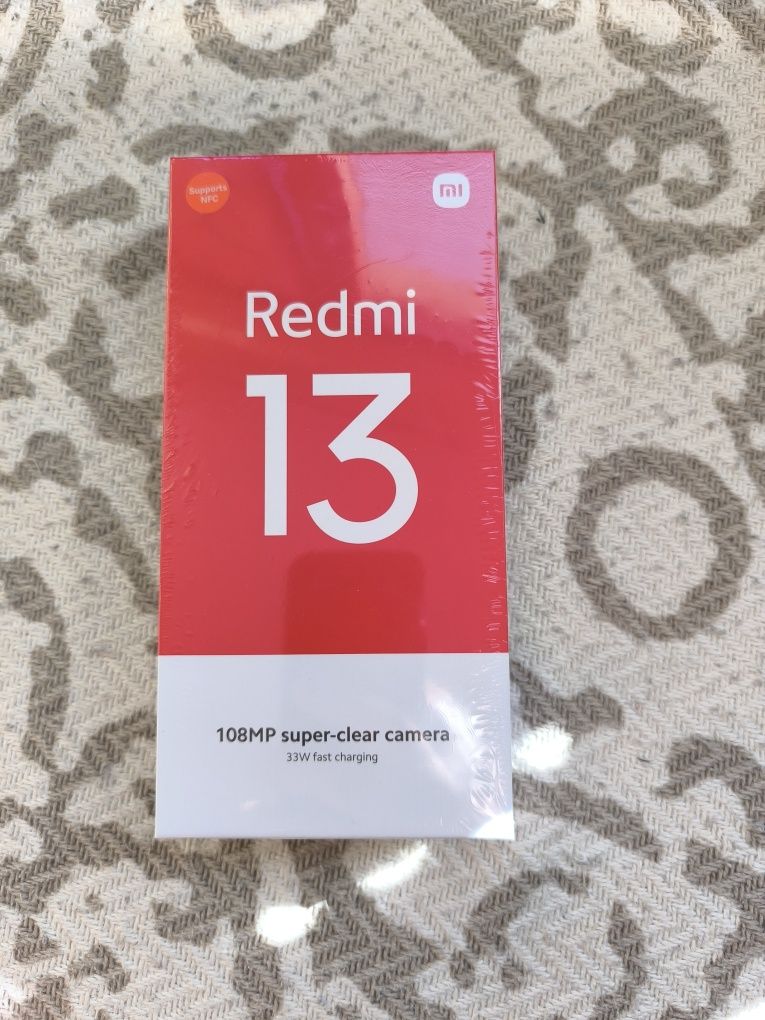 Supports
NFC
mi
Redmi
13
108MP super-clear camera
33W fast charging